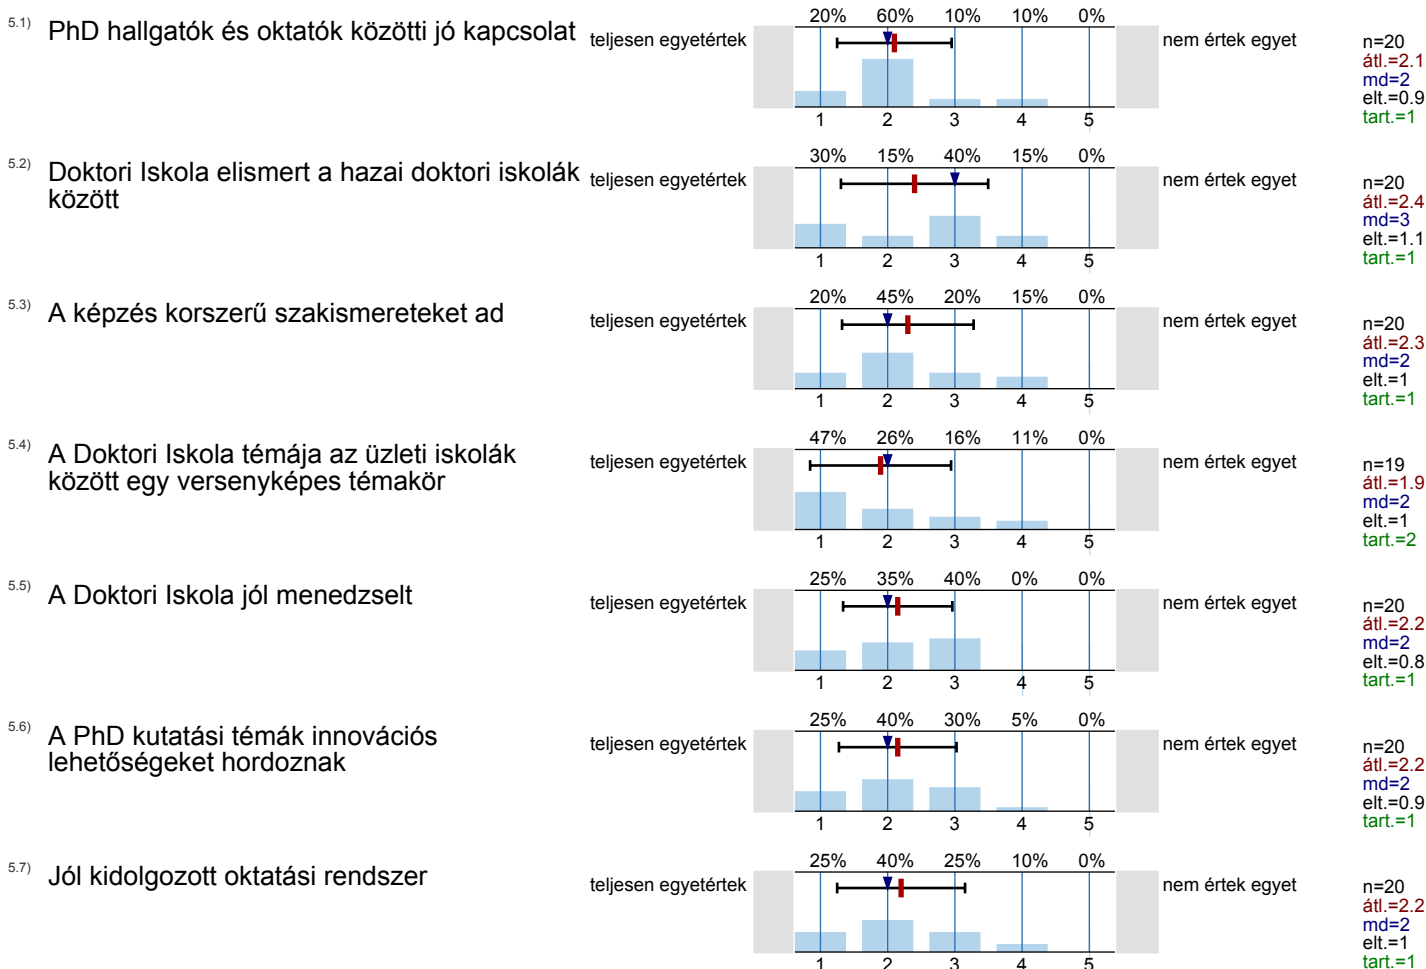 5.1) PhD hallgatók és oktatók közötti jó kapcsolat
teljesen egyetértek
20% 60% 10% 10% 0%
1 2 3 4 5
nem értek egyet
n=20
átl.=2.1
md=2
elt.=0.9
tart.=1
5.2) Doktori Iskola elismert a hazai doktori iskolák
között
teljesen egyetértek
30% 15% 40% 15% 0%
1 2 3 4 5
nem értek egyet
n=20
átl.=2.4
md=3
elt.=1.1
tart.=1
5.3) A képzés korszerű szakismereteket ad
teljesen egyetértek
20% 45% 20% 15% 0%
1 2 3 4 5
nem értek egyet
n=20
átl.=2.3
md=2
elt.=1
tart.=1
5.4) A Doktori Iskola témája az üzleti iskolák
között egy versenyképes témakör
teljesen egyetértek
47% 26% 16% 11% 0%
1 2 3 4 5
nem értek egyet
n=19
átl.=1.9
md=2
elt.=1
tart.=2
5.5) A Doktori Iskola jól menedzselt
teljesen egyetértek
25% 35% 40% 0% 0%
1 2 3 4 5
nem értek egyet
n=20
átl.=2.2
md=2
elt.=0.8
tart.=1
5.6) A PhD kutatási témák innovációs
lehetőségeket hordoznak
teljesen egyetértek
25% 40% 30% 5% 0%
1 2 3 4 5
nem értek egyet
n=20
átl.=2.2
md=2
elt.=0.9
tart.=1
5.7) Jól kidolgozott oktatási rendszer
teljesen egyetértek
25% 40% 25% 10% 0%
1 2 3 4 5
nem értek egyet
n=20
átl.=2.2
md=2
elt.=1
tart.=1